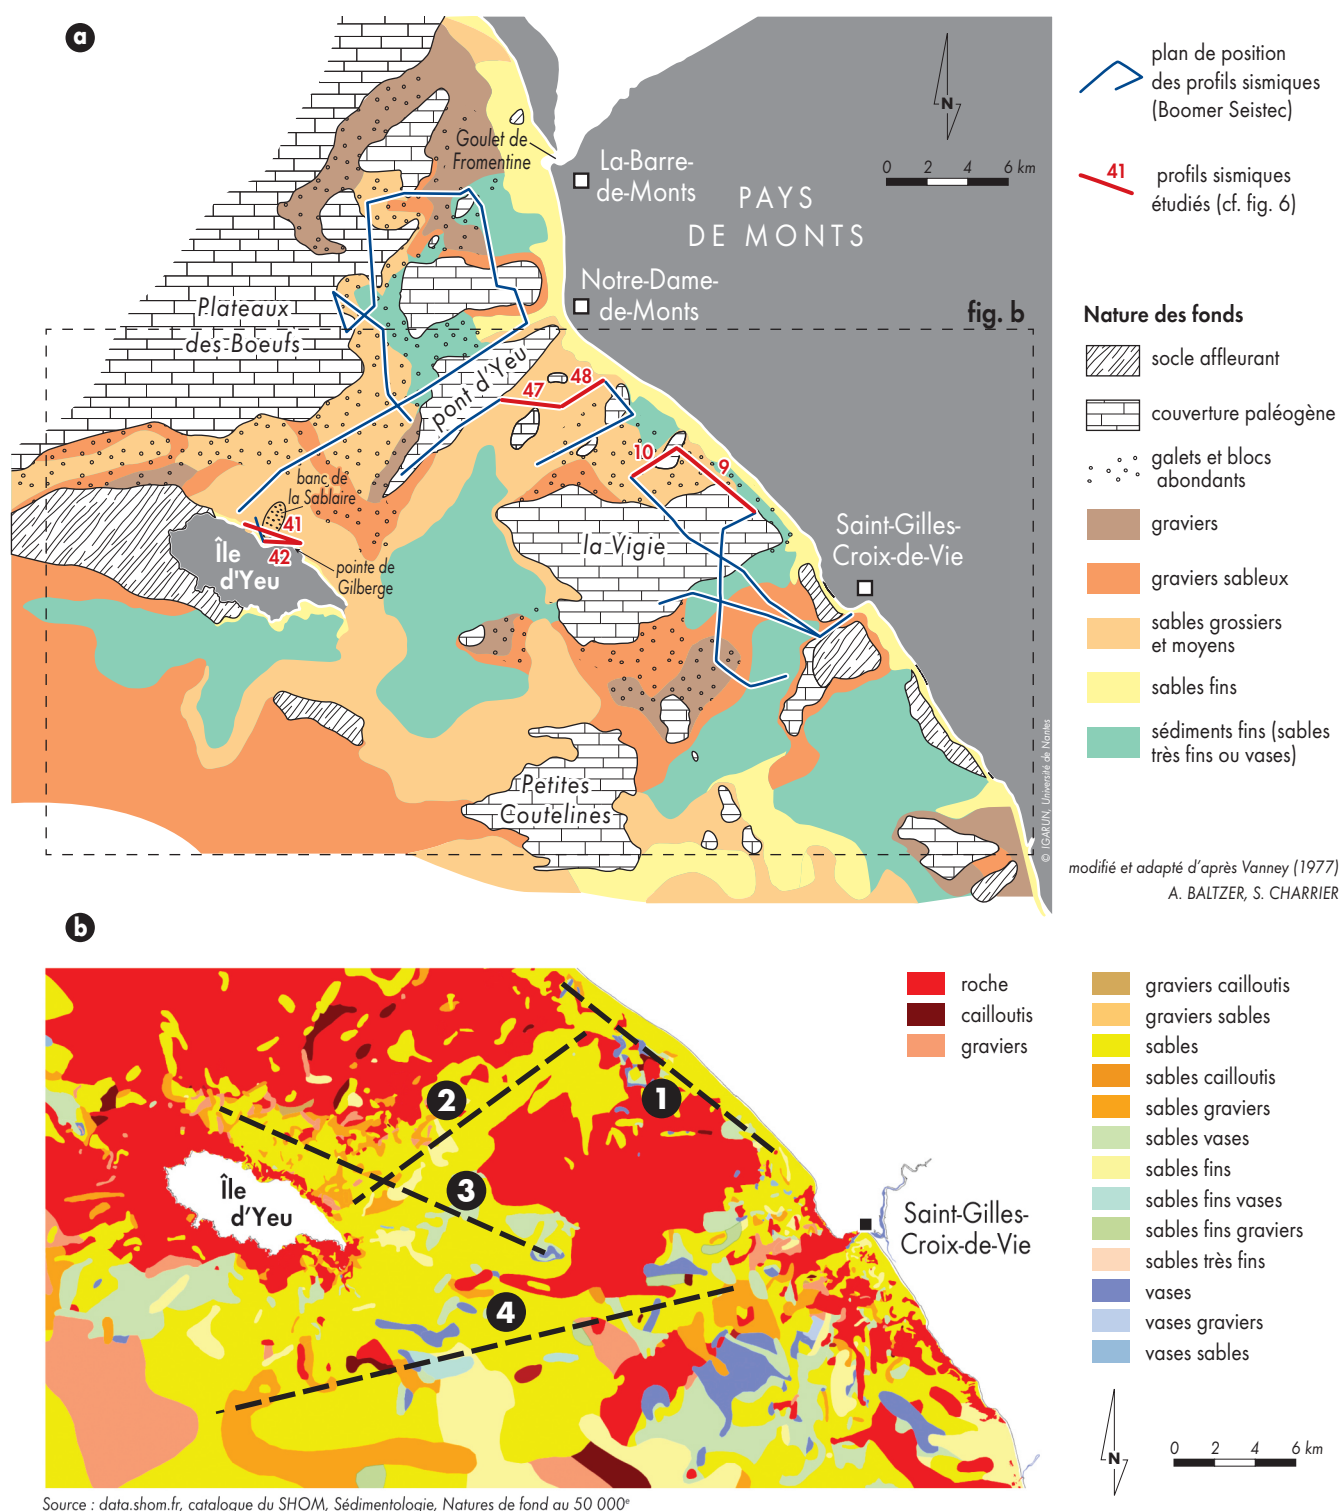 a
plan de position
des profils sismiques
(Boomer Seistec)
N
0 2 4 6 km
41
profils sismiques
étudiés (cf. fig. 6)
Goulet de
Fromentine
La-Barre-
de-Monts
PAYS
DE MONTS
Notre-Dame-
de-Monts
Plateaux
des-Boeufs
fig. b
pont d'Yeu
47
48
10
9
banc de
la Sablaire
41
42
Île
d'Yeu
pointe de
Gilberge
la Vigie
Saint-Gilles-
Croix-de-Vie
Petites
Coutelines
© IGARUN, Université de Nantes
Nature des fonds
socle affleurant
couverture paléogène
galets et blocs
abondants
graviers
graviers sableux
sables grossiers
et moyens
sables fins
sédiments fins (sables
très fins ou vases)
modifié et adapté d'après Vanney (1977)
A. BALTZER, S. CHARRIER
b
1
2
3
4
Île
d'Yeu
Saint-Gilles-
Croix-de-Vie
roche
cailloutis
graviers
graviers cailloutis
graviers sables
sables
sables cailloutis
sables graviers
sables vases
sables fins
sables fins vases
sables fins graviers
sables très fins
vases
vases graviers
vases sables
N
0 2 4 6 km
Source : data.shom.fr, catalogue du SHOM, Sédimentologie, Natures de fond au 50 000e